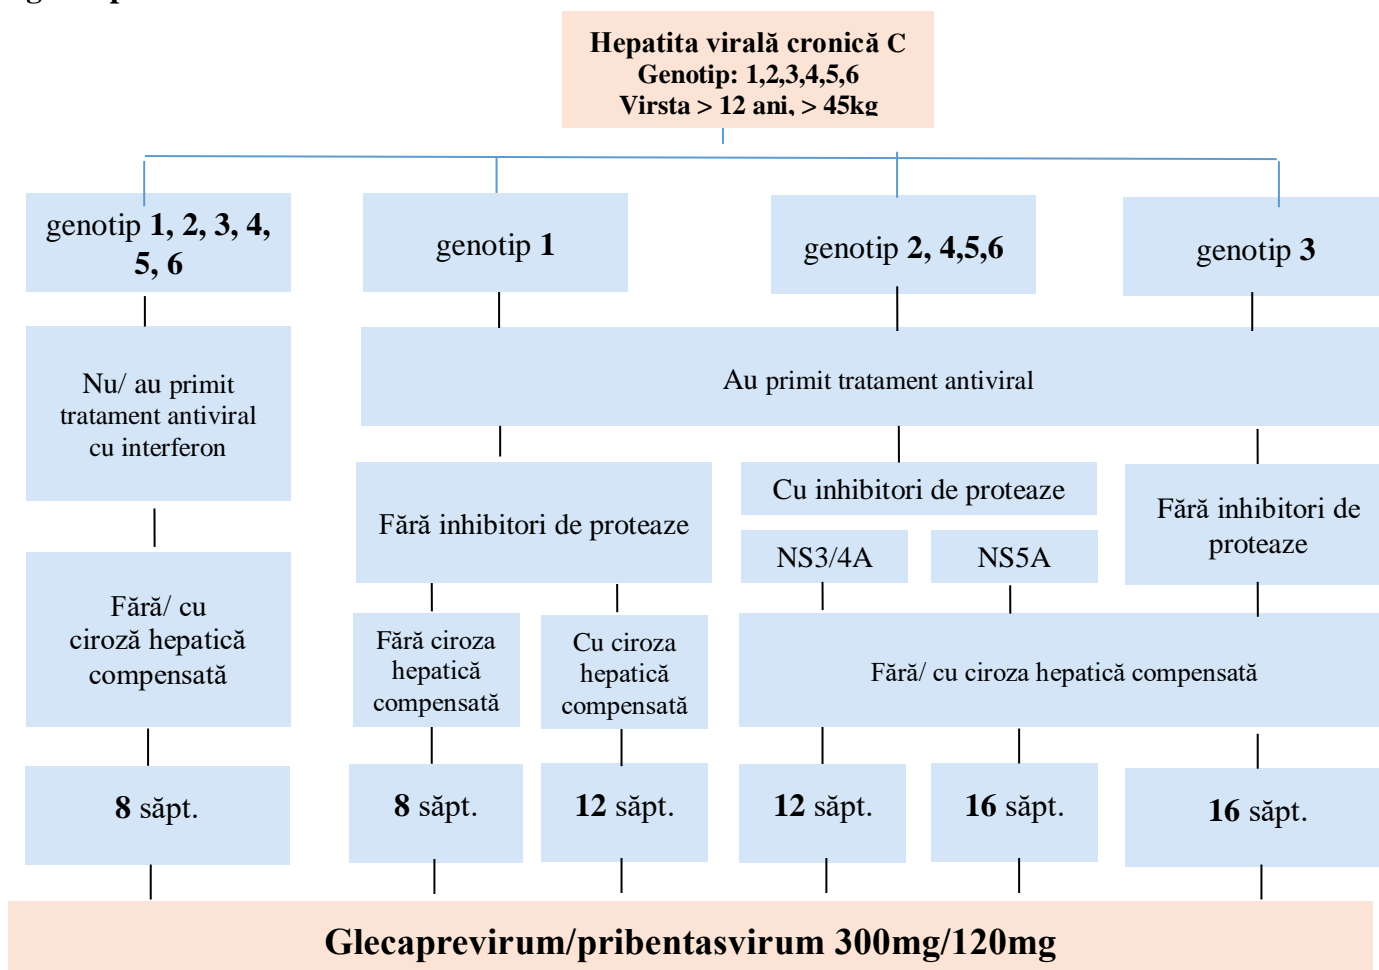 Hepatita virală cronică C
Genotip: 1,2,3,4,5,6
Virsta > 12 ani, > 45kg
genotip 1, 2, 3, 4,
5, 6
genotip 1
genotip 2, 4,5,6
genotip 3
Nu/ au primit
tratament antiviral
cu interferon
Au primit tratament antiviral
Fără inhibitori de proteaze
Cu inhibitori de proteaze
NS3/4A
NS5A
Fără inhibitori de
proteaze
Fără/ cu
ciroză hepatică
compensată
Fără ciroza
hepatică
compensată
Cu ciroza
hepatică
compensată
Fără/ cu ciroza hepatică compensată
8 săpt.
8 săpt.
12 săpt.
12 săpt.
16 săpt.
16 săpt.
Glecaprevirum/pribentasvirum 300mg/120mg